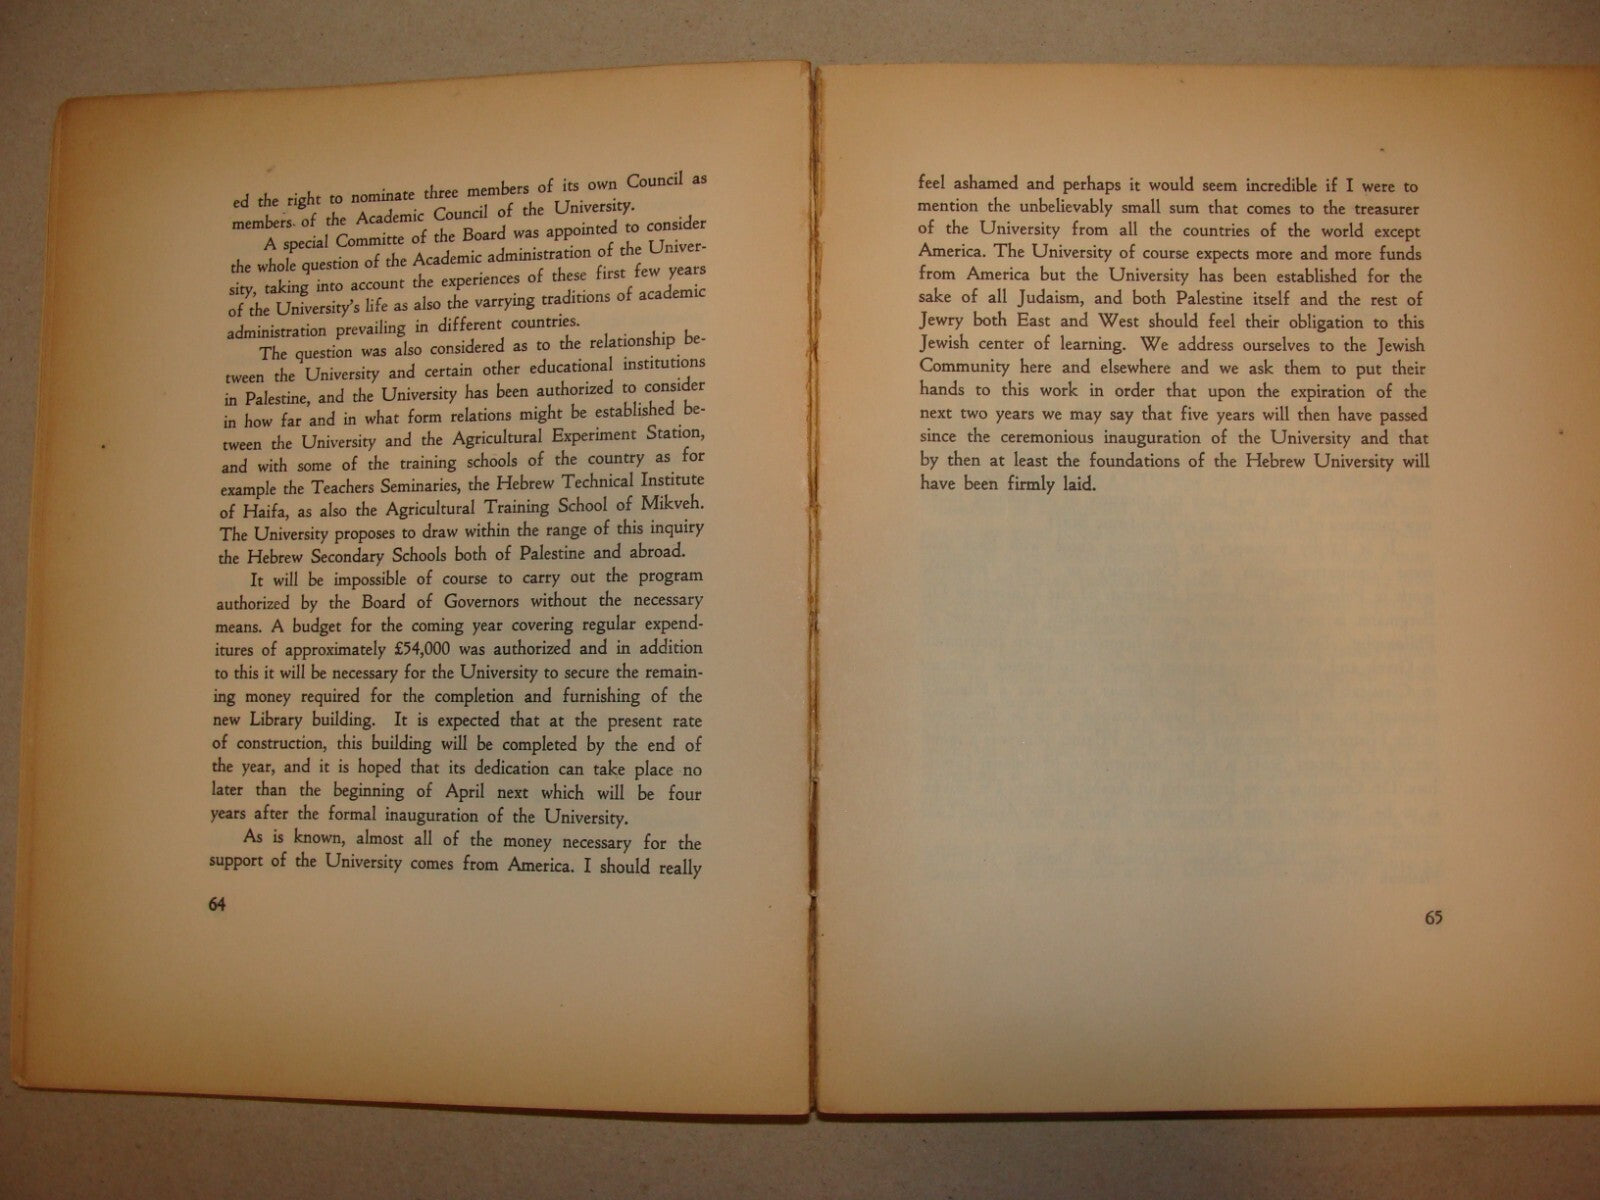 ed the right to nominate three members of its own Council as
members of the Academic Council of the University.
A special Committe of the Board was appointed to consider
the whole question of the Academic administration of the Univer-
sity, taking into account the experiences of these first few years
of the University's life as also the varrying traditions of academic
administration prevailing in different countries.
The question was also considered as to the relationship be-
tween the University and certain other educational institutions
in Palestine, and the University has been authorized to consider
in how far and in what form relations might be established be-
tween the University and the Agricultural Experiment Station,
and with some of the training schools of the country as for
example the Teachers Seminaries, the Hebrew Technical Institute
of Haifa, as also the Agricultural Training School of Mikveh.
The University proposes to draw within the range of this inquiry
the Hebrew Secondary Schools both of Palestine and abroad.
It will be impossible of course to carry out the program
authorized by the Board of Governors without the necessary
means. A budget for the coming year covering regular expend-
itures of approximately £54,000 was authorized and in addition
to this it will be necessary for the University to secure the remain-
ing money required for the completion and furnishing of the
new Library building. It is expected that at the present rate
of construction, this building will be completed by the end of
the year, and it is hoped that its dedication can take place no
later than the beginning of April next which will be four
years after the formal inauguration of the University.
As is known, almost all of the money necessary for the
support of the University comes from America. I should really
64
feel ashamed and perhaps it would seem incredible if I were to
mention the unbelievably small sum that comes to the treasurer
of the University from all the countries of the world except
America. The University of course expects more and more funds
from America but the University has been established for the
sake of all Judaism, and both Palestine itself and the rest of
Jewry both East and West should feel their obligation to this
Jewish center of learning. We address ourselves to the Jewish
Community here and elsewhere and we ask them to put their
hands to this work in order that upon the expiration of the
next two years we may say that five years will then have passed
since the ceremonious inauguration of the University and that
by then at least the foundations of the Hebrew University will
have been firmly laid.
65